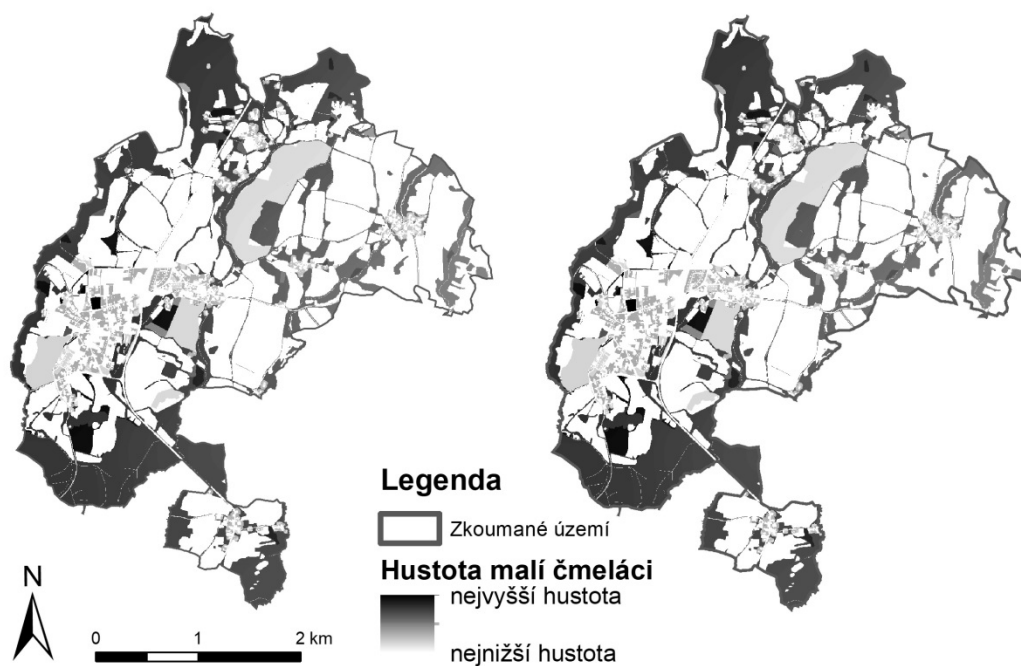 Legenda
Zkoumané území
Hustota malí čmeláci
nejvyšší hustota
nejnižší hustota
N
0 1 2 km